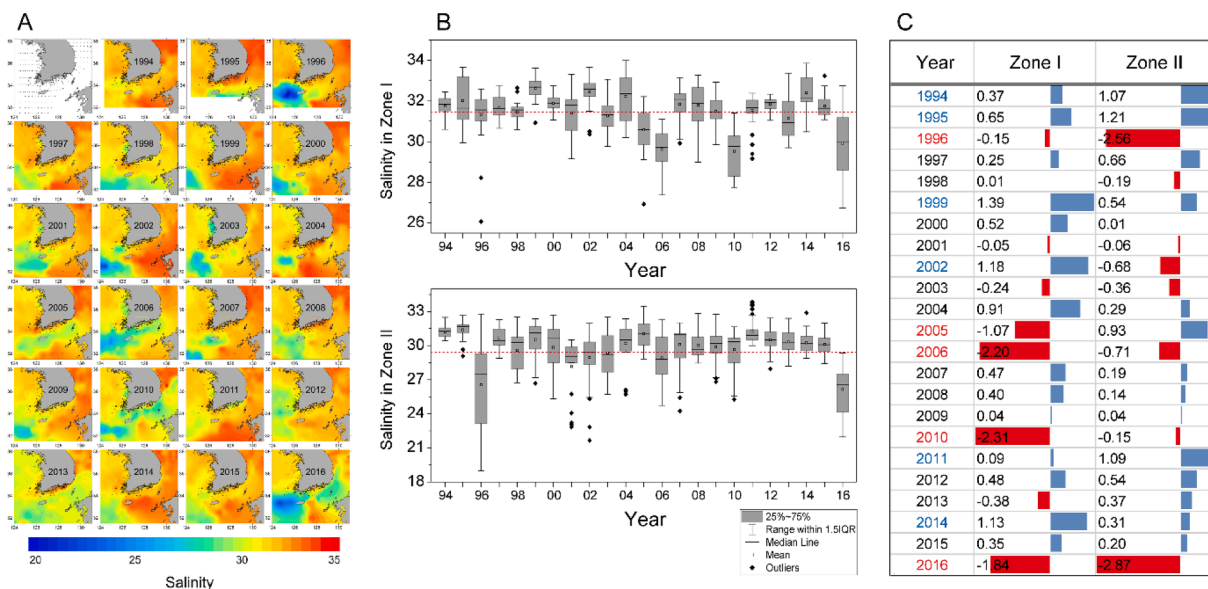 A
1994
1995
1996
1997
1998
1999
2000
2001
2002
2003
2004
2005
2006
2007
2008
2009
2010
2011
2012
2013
2014
2015
2016
20 25 30 35
Salinity
B
Salinity in Zone I
34
33
32
31
30
29
28
27
26
94 96 98 00 02 04 06 08 10 12 14 16
Year
Salinity in Zone II
33
30
27
24
21
18
94 96 98 00 02 04 06 08 10 12 14 16
Year
25%~75%
Range within 1.5IQR
Median Line
Mean
Outliers
C
Year Zone I Zone II
1994 0.37 1.07
1995 0.65 1.21
1996 -0.15 -2.56
1997 0.25 0.66
1998 0.01 -0.19
1999 1.39 0.54
2000 0.52 0.01
2001 -0.05 -0.06
2002 1.18 -0.68
2003 -0.24 -0.36
2004 0.91 0.29
2005 -1.07 0.93
2006 -2.20 -0.71
2007 0.47 0.19
2008 0.40 0.14
2009 0.04 0.04
2010 -2.31 -0.15
2011 0.09 1.09
2012 0.48 0.54
2013 -0.38 0.37
2014 1.13 0.31
2015 0.35 0.20
2016 -1.84 -2.87